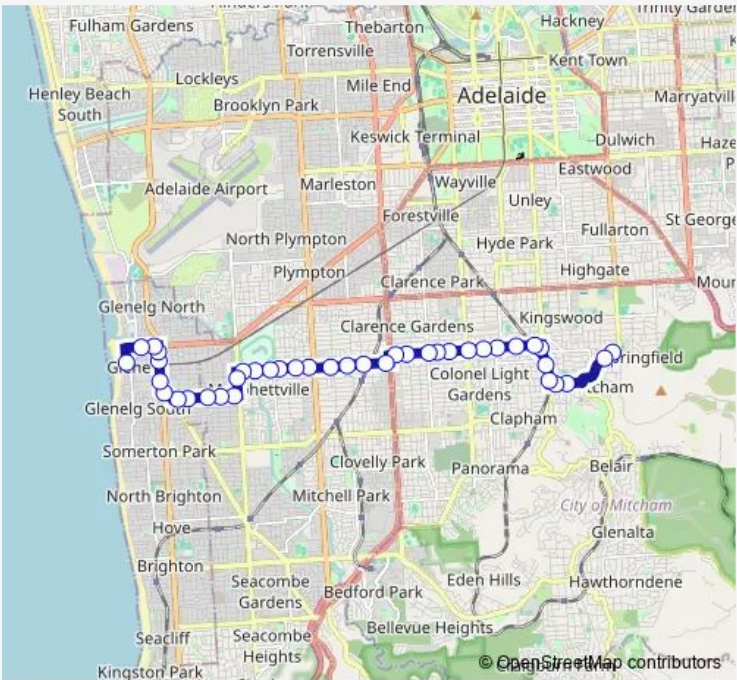 Fulham Gardens
Thebarton
Hackney
Torrensville
Kent Town
Lockleys
Mile End
Henley Beach
South
Brooklyn Park
Adelaide
Keswick Terminal
Dulwich
Eastwood
Adelaide Airport
Marleston
Wayville
Unley
Forestville
St George
North Plympton
Hyde Park
Fullarton
Plympton
Clarence Park
Highgate
Glenelg North
Kingswood
Clarence Gardens
Colonel Light
Gardens
Glenelg South
Clapham
Somerton Park
Clovelly Park
Panorama
Belair
North Brighton
Mitchell Park
City of Mitcham
Hove
Glenalta
Brighton
Seacombe
Gardens
Bedford Park
Eden Hills
Hawthorndene
Bellevue Heights
Seacliff
Seacombe
Heights
Kingston Park
© OpenStreetMap contributors